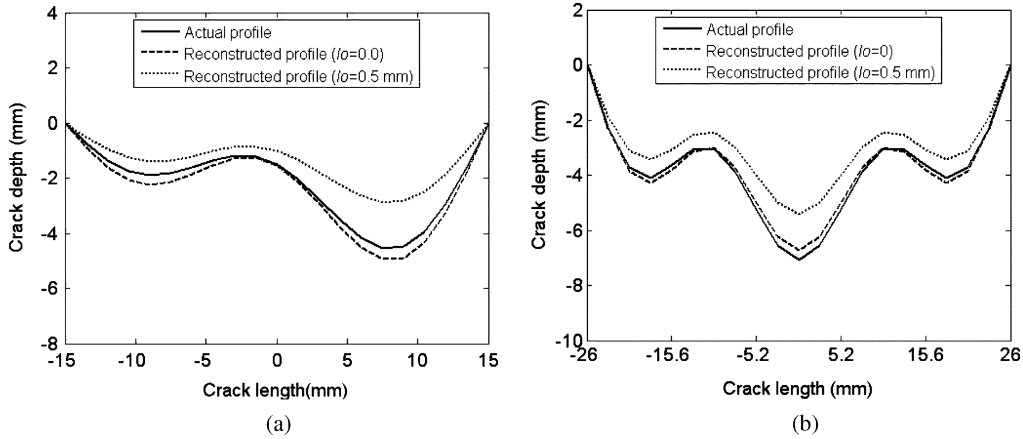 4
2
0
-2
-4
-6
-8
-15
-10
-5
0
5
10
15
Crack depth (mm)
Crack length(mm)
Actual profile
Reconstructed profile (lo=0.0)
Reconstructed profile (lo=0.5 mm)
(a)
2
0
-2
-4
-6
-8
-10
-26
-15.6
-5.2
5.2
15.6
26
Crack depth (mm)
Crack length (mm)
Actual profile
Reconstructed profile (lo=0)
Reconstructed profile (lo=0.5 mm)
(b)